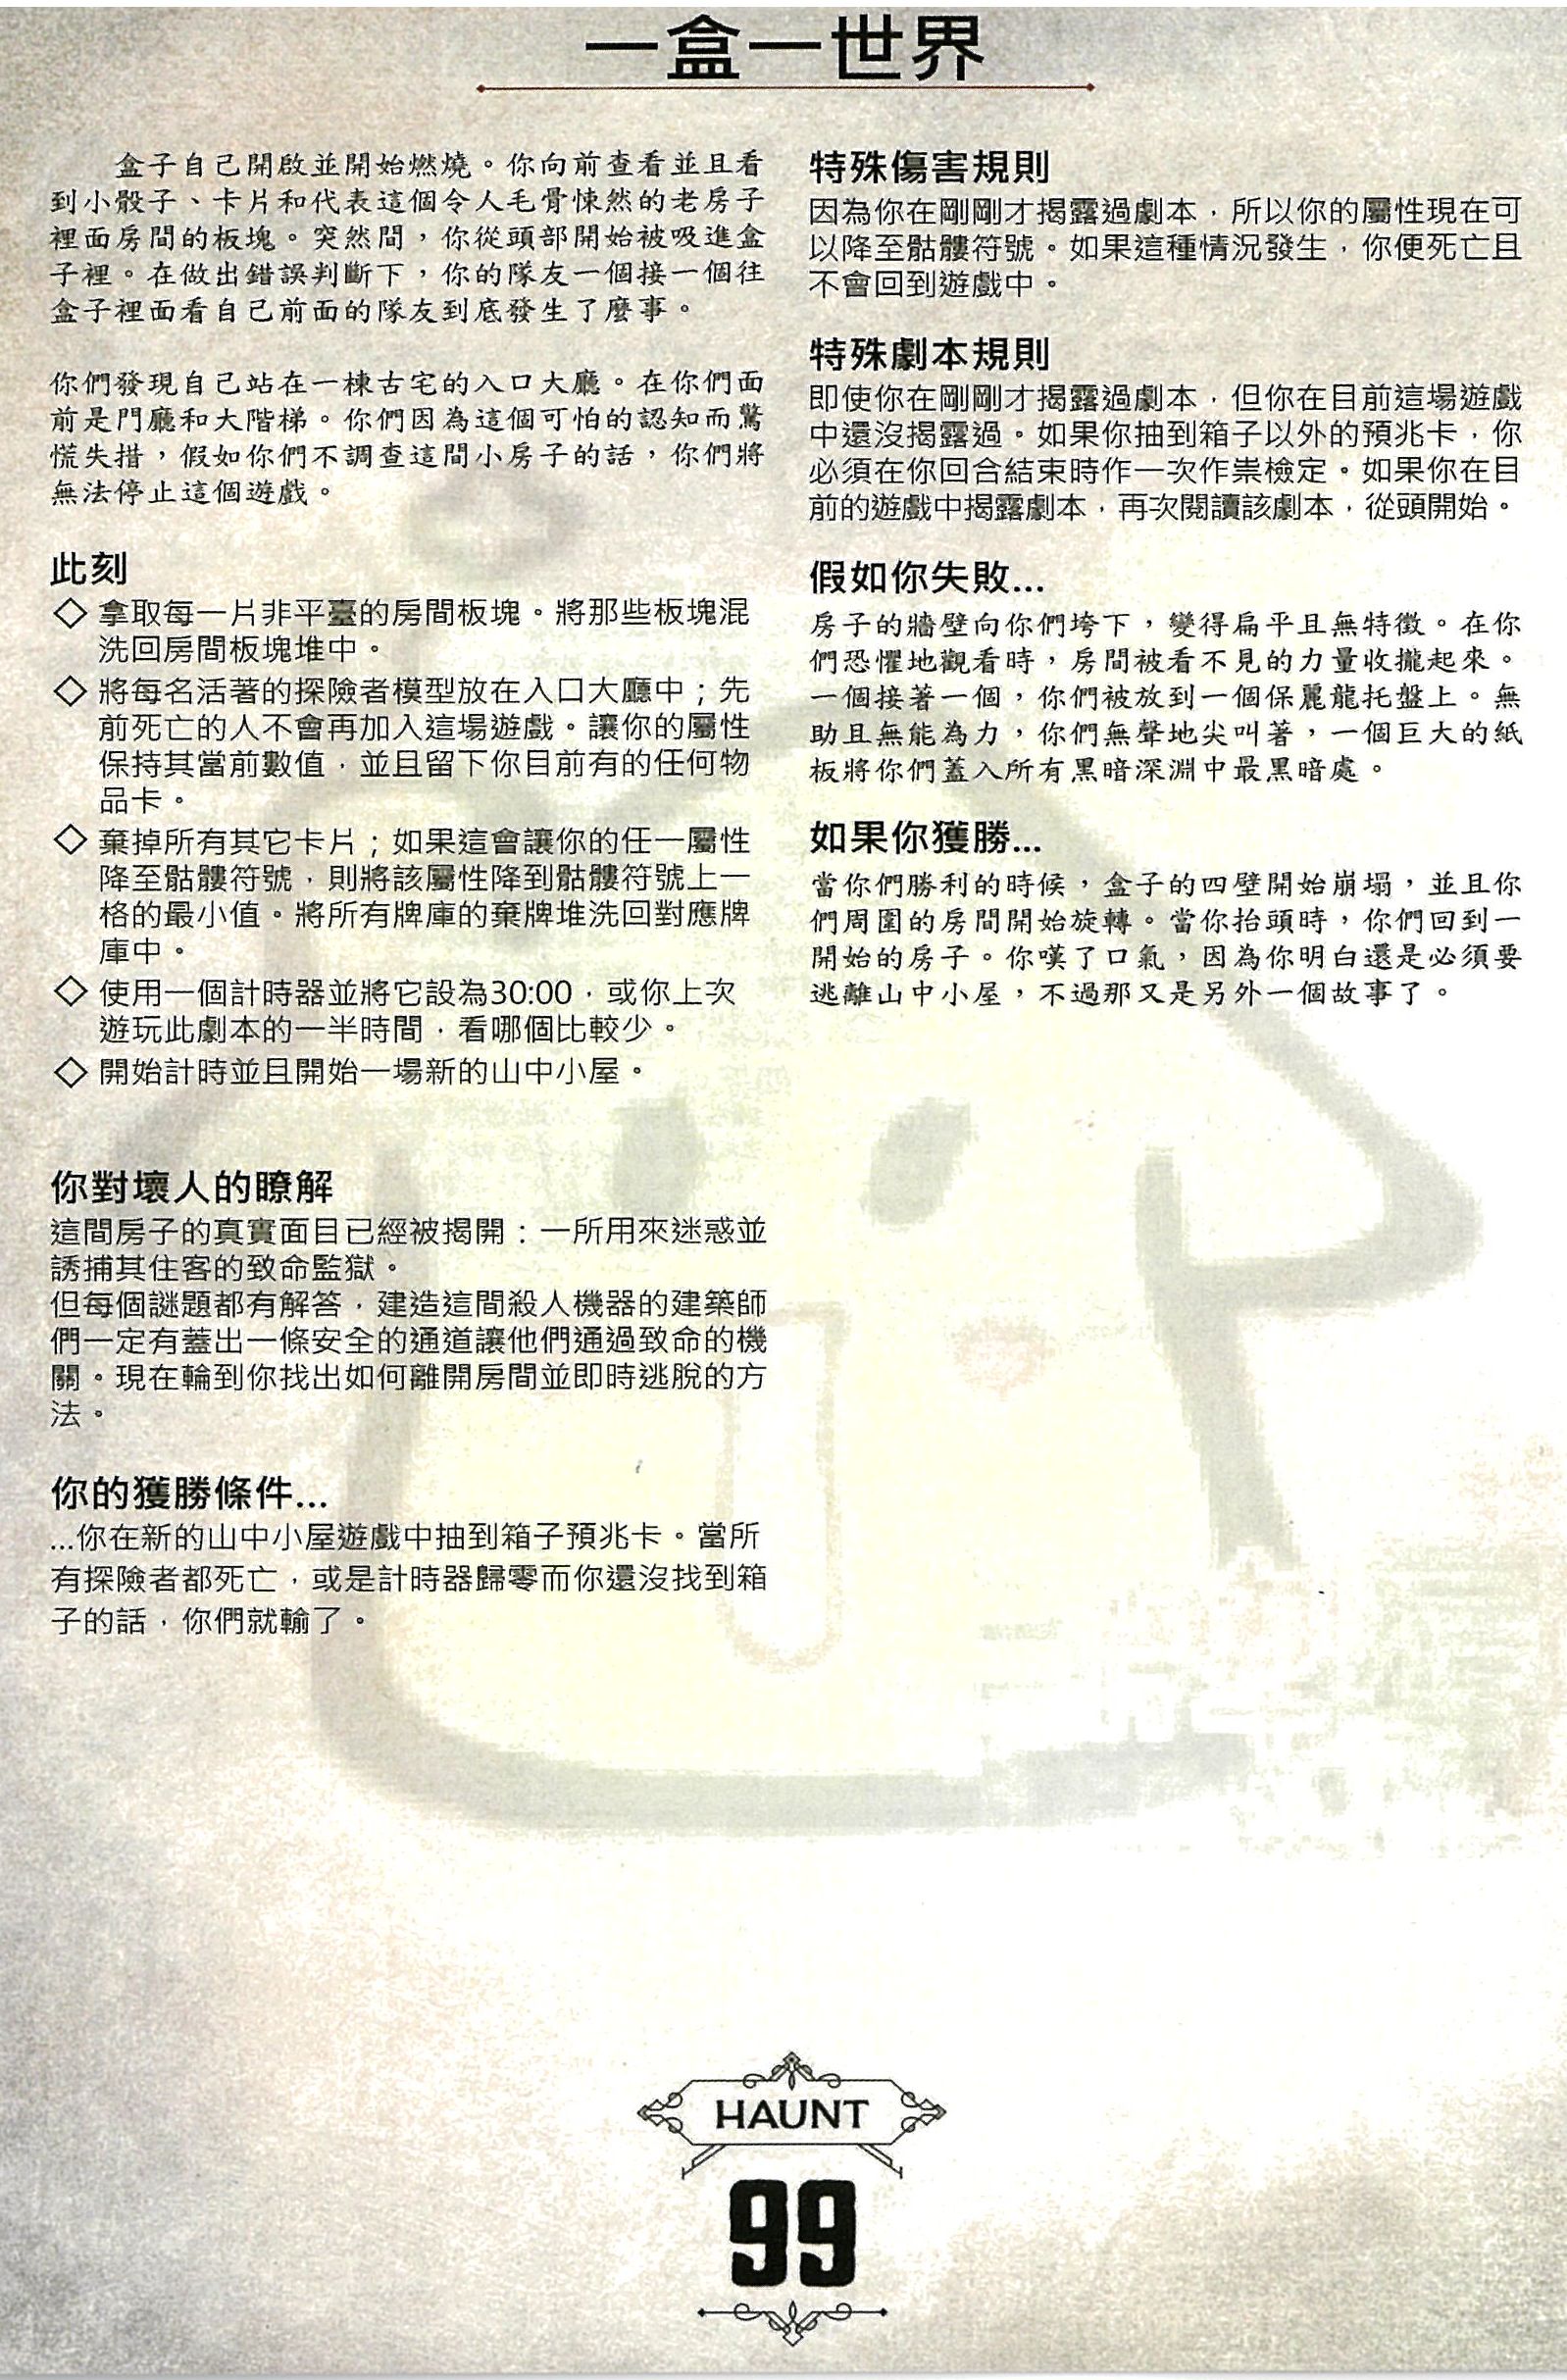 一盒一世界
盒子自己開啟並開始燃燒。你向前查看並且看
到小骰子、卡片和代表這個令人毛骨悚然的老房子
裡面房間的板塊。突然間，你從頭部開始被吸進盒
子裡。在做出錯誤判斷下，你的隊友一個接一個往
盒子裡面看自己前面的隊友到底發生了麼事。
你們發現自己站在一棟古宅的入口大廳。在你們面
前是門廳和大階梯。你們因為這個可怕的認知而驚
慌失措，假如你們不調查這間小房子的話，你們將
無法停止這個遊戲。
此刻
◇ 拿取每一片非平臺的房間板塊。將那些板塊混
洗回房間板塊堆中。
◇ 將每名活著的探險者模型放在入口大廳中；先
前死亡的人不會再加入這場遊戲。讓你的屬性
保持其當前數值，並且留下你目前有的任何物
品卡。
◇ 棄掉所有其它卡片；如果這會讓你的任一屬性
降至骷髏符號，則將該屬性降到骷髏符號上一
格的最小值。將所有牌庫的棄牌堆洗回對應牌
庫中。
◇ 使用一個計時器並將它設為30:00，或你上次
遊玩此劇本的一半時間，看哪個比較少。
◇ 開始計時並且開始一場新的山中小屋。
你對壞人的瞭解
這間房子的真實面目已經被揭開：一所用來迷惑並
誘捕其住客的致命監獄。
但每個謎題都有解答，建造這間殺人機器的建築師
們一定有蓋出一條安全的通道讓他們通過致命的機
關。現在輪到你找出如何離開房間並即時逃脫的方
法。
你的獲勝條件...
...你在新的山中小屋遊戲中抽到箱子預兆卡。當所
有探險者都死亡，或是計時器歸零而你還沒找到箱
子的話，你們就輸了。
特殊傷害規則
因為你在剛剛才揭露過劇本，所以你的屬性現在可
以降至骷髏符號。如果這種情況發生，你便死亡且
不會回到遊戲中。
特殊劇本規則
即使你在剛剛才揭露過劇本，但你在目前這場遊戲
中還沒揭露過。如果你抽到箱子以外的預兆卡，你
必須在你回合結束時作一次作祟檢定。如果你在目
前的遊戲中揭露劇本，再次閱讀該劇本，從頭開始。
假如你失敗...
房子的牆壁向你們垮下，變得扁平且無特徵。在你
們恐懼地觀看時，房間被看不見的力量收攏起來。
一個接著一個，你們被放到一個保麗龍托盤上。無
助且無能為力，你們無聲地尖叫著，一個巨大的紙
板將你們蓋入所有黑暗深淵中最黑暗處。
如果你獲勝...
當你們勝利的時候，盒子的四壁開始崩塌，並且你
們周圍的房間開始旋轉。當你抬頭時，你們回到一
開始的房子。你嘆了口氣，因為你明白還是必須要
逃離山中小屋，不過那又是另外一個故事了。
HAUNT
99